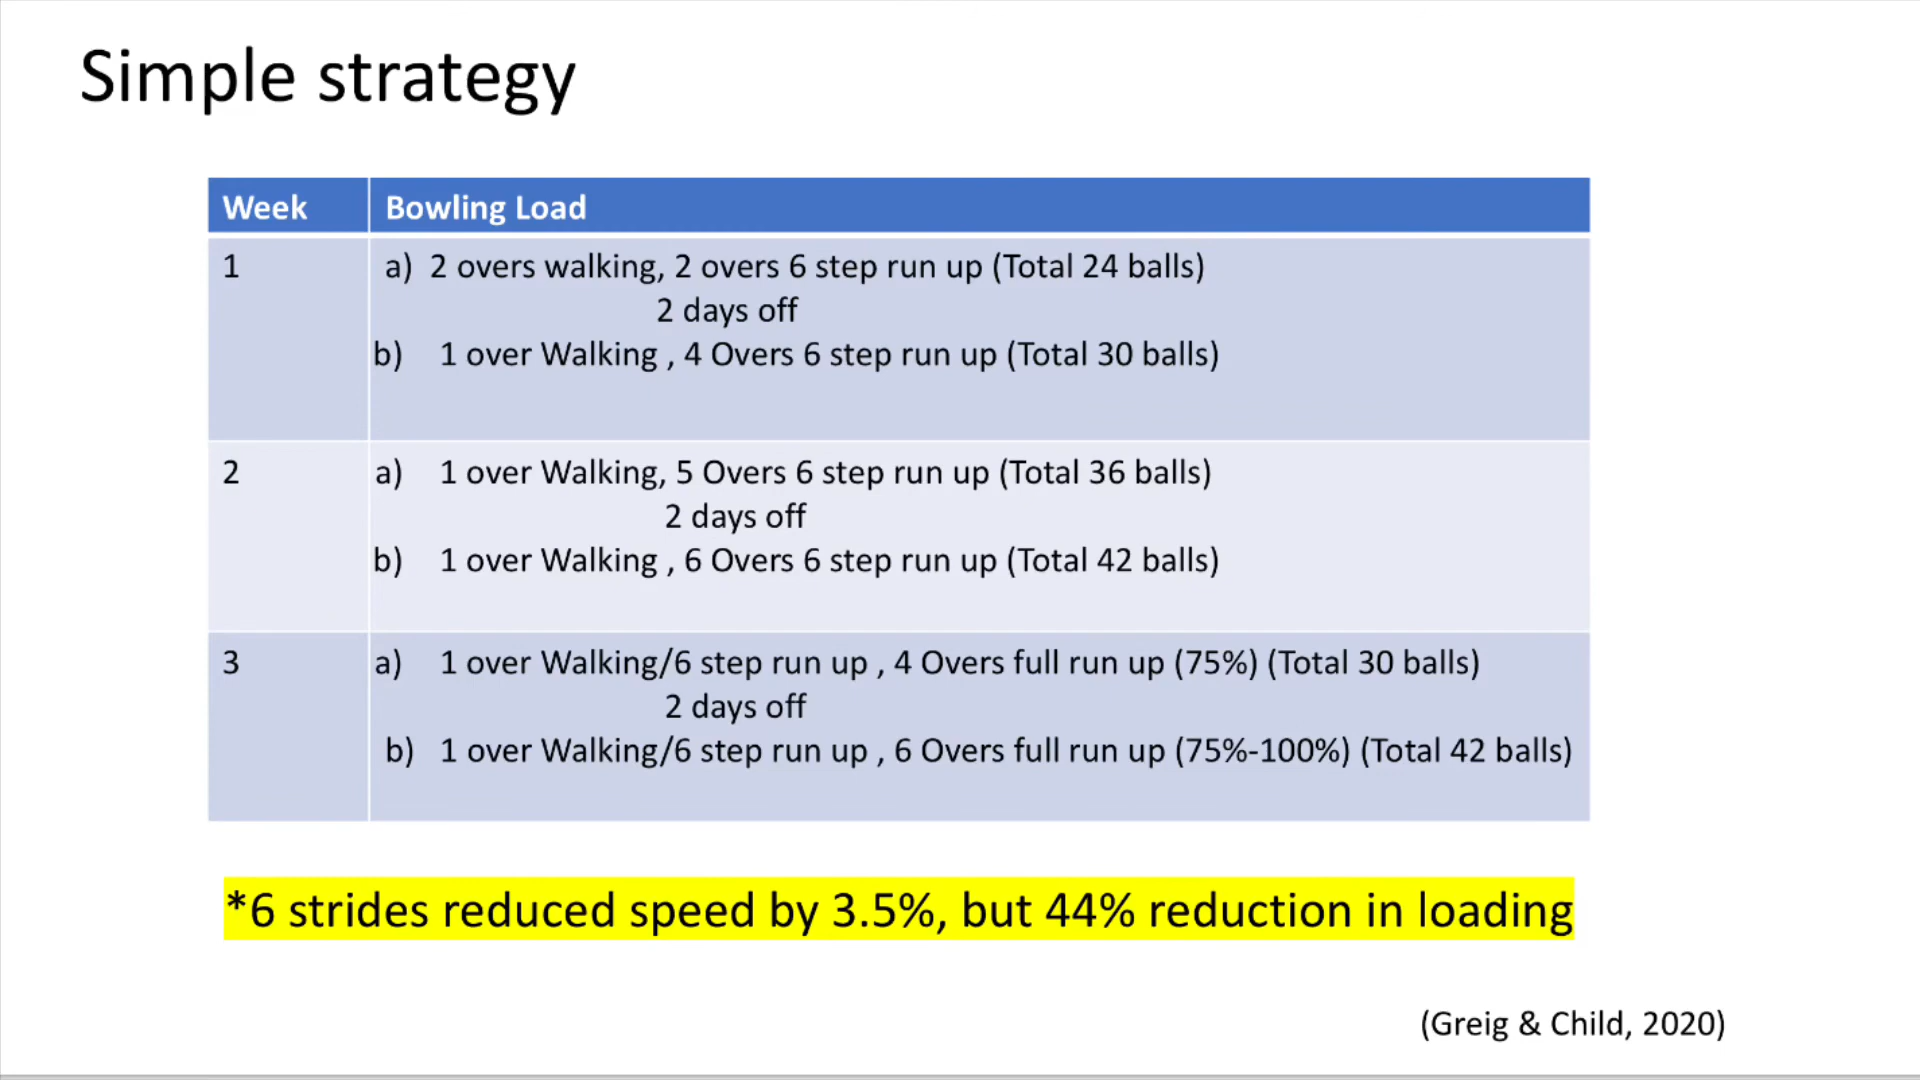 Simple strategy
Week
Bowling Load
1
a) 2 overs walking, 2 overs 6 step run up (Total 24 balls)
2 days off
b) 1 over Walking , 4 Overs 6 step run up (Total 30 balls)
2
a) 1 over Walking, 5 Overs 6 step run up (Total 36 balls)
2 days off
b) 1 over Walking , 6 Overs 6 step run up (Total 42 balls)
3
a) 1 over Walking/6 step run up , 4 Overs full run up (75%) (Total 30 balls)
2 days off
b) 1 over Walking/6 step run up , 6 Overs full run up (75%-100%) (Total 42 balls)
*6 strides reduced speed by 3.5%, but 44% reduction in loading
(Greig & Child, 2020)